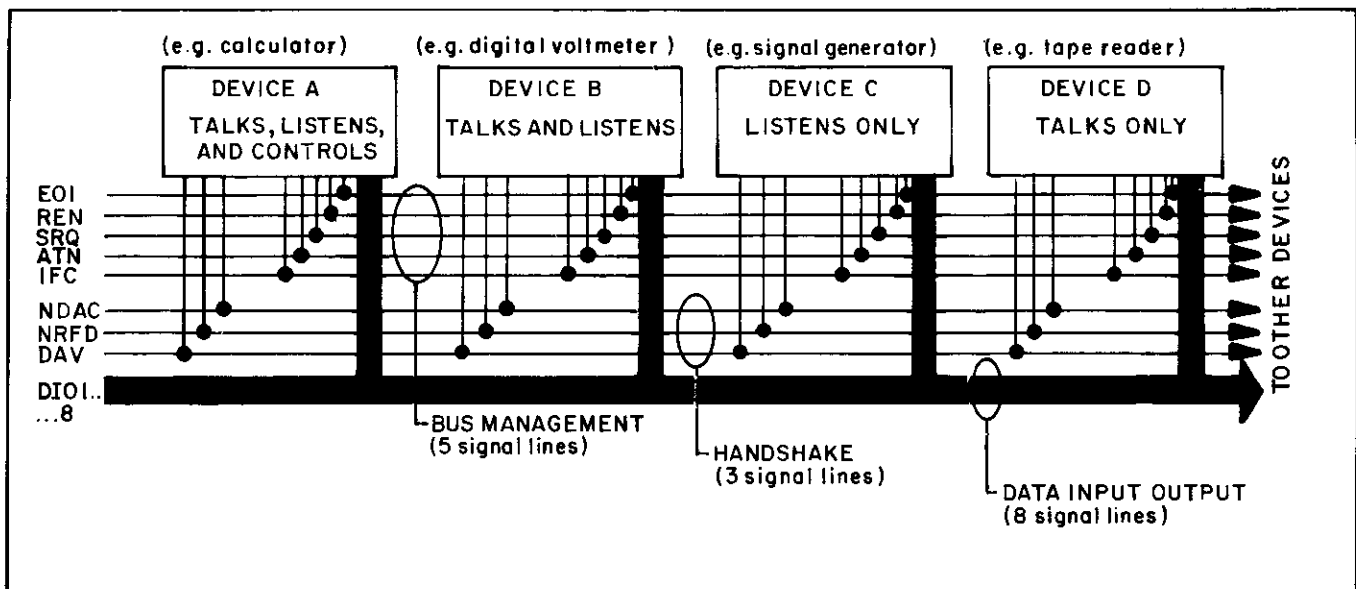 (e.g. calculator)
(e.g. digital voltmeter)
(e.g. signal generator)
(e.g. tape reader)
DEVICE A
TALKS, LISTENS,
AND CONTROLS
DEVICE B
TALKS AND LISTENS
DEVICE C
LISTENS ONLY
DEVICE D
TALKS ONLY
EOI
REN
SRQ
ATN
IFC
NDAC
NRFD
DAV
DIO1..
...8
TO OTHER DEVICES
BUS MANAGEMENT
(5 signal lines)
HANDSHAKE
(3 signal lines)
DATA INPUT OUTPUT
(8 signal lines)